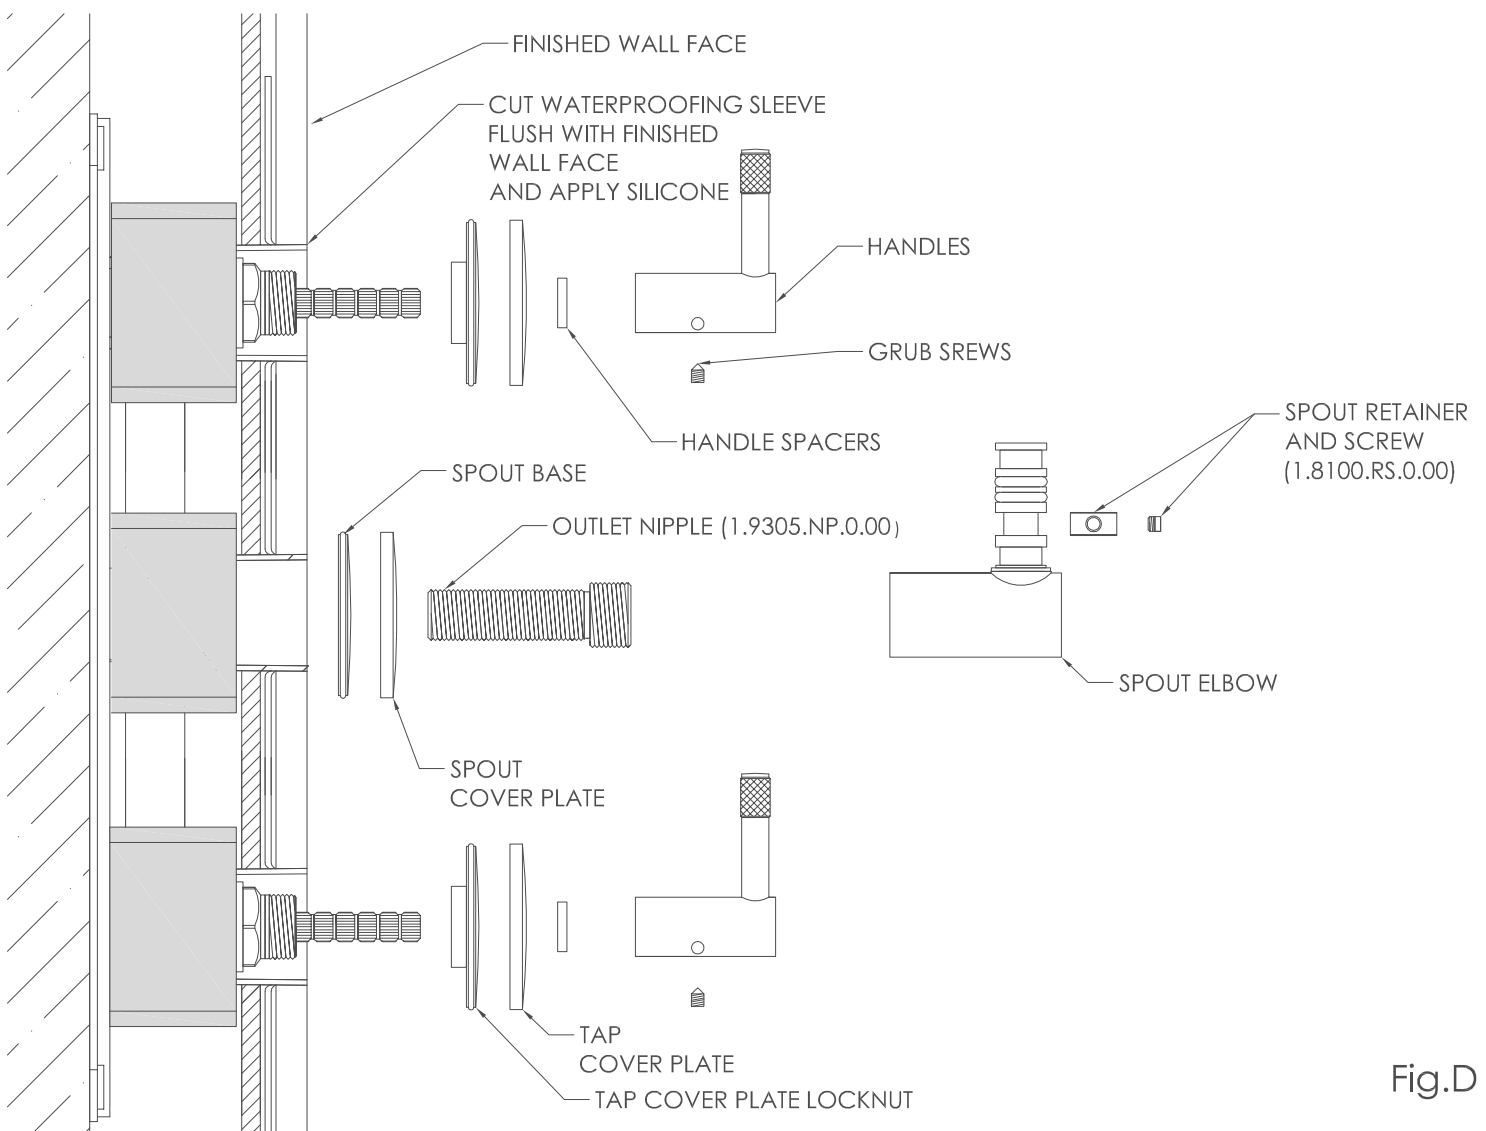 FINISHED WALL FACE
CUT WATERPROOFING SLEEVE
FLUSH WITH FINISHED
WALL FACE
AND APPLY SILICONE
HANDLES
GRUB SREWS
HANDLE SPACERS
SPOUT RETAINER
AND SCREW
(1.8100.RS.0.00)
SPOUT BASE
OUTLET NIPPLE (1.9305.NP.0.00)
SPOUT ELBOW
SPOUT
COVER PLATE
TAP
COVER PLATE
TAP COVER PLATE LOCKNUT
Fig.D